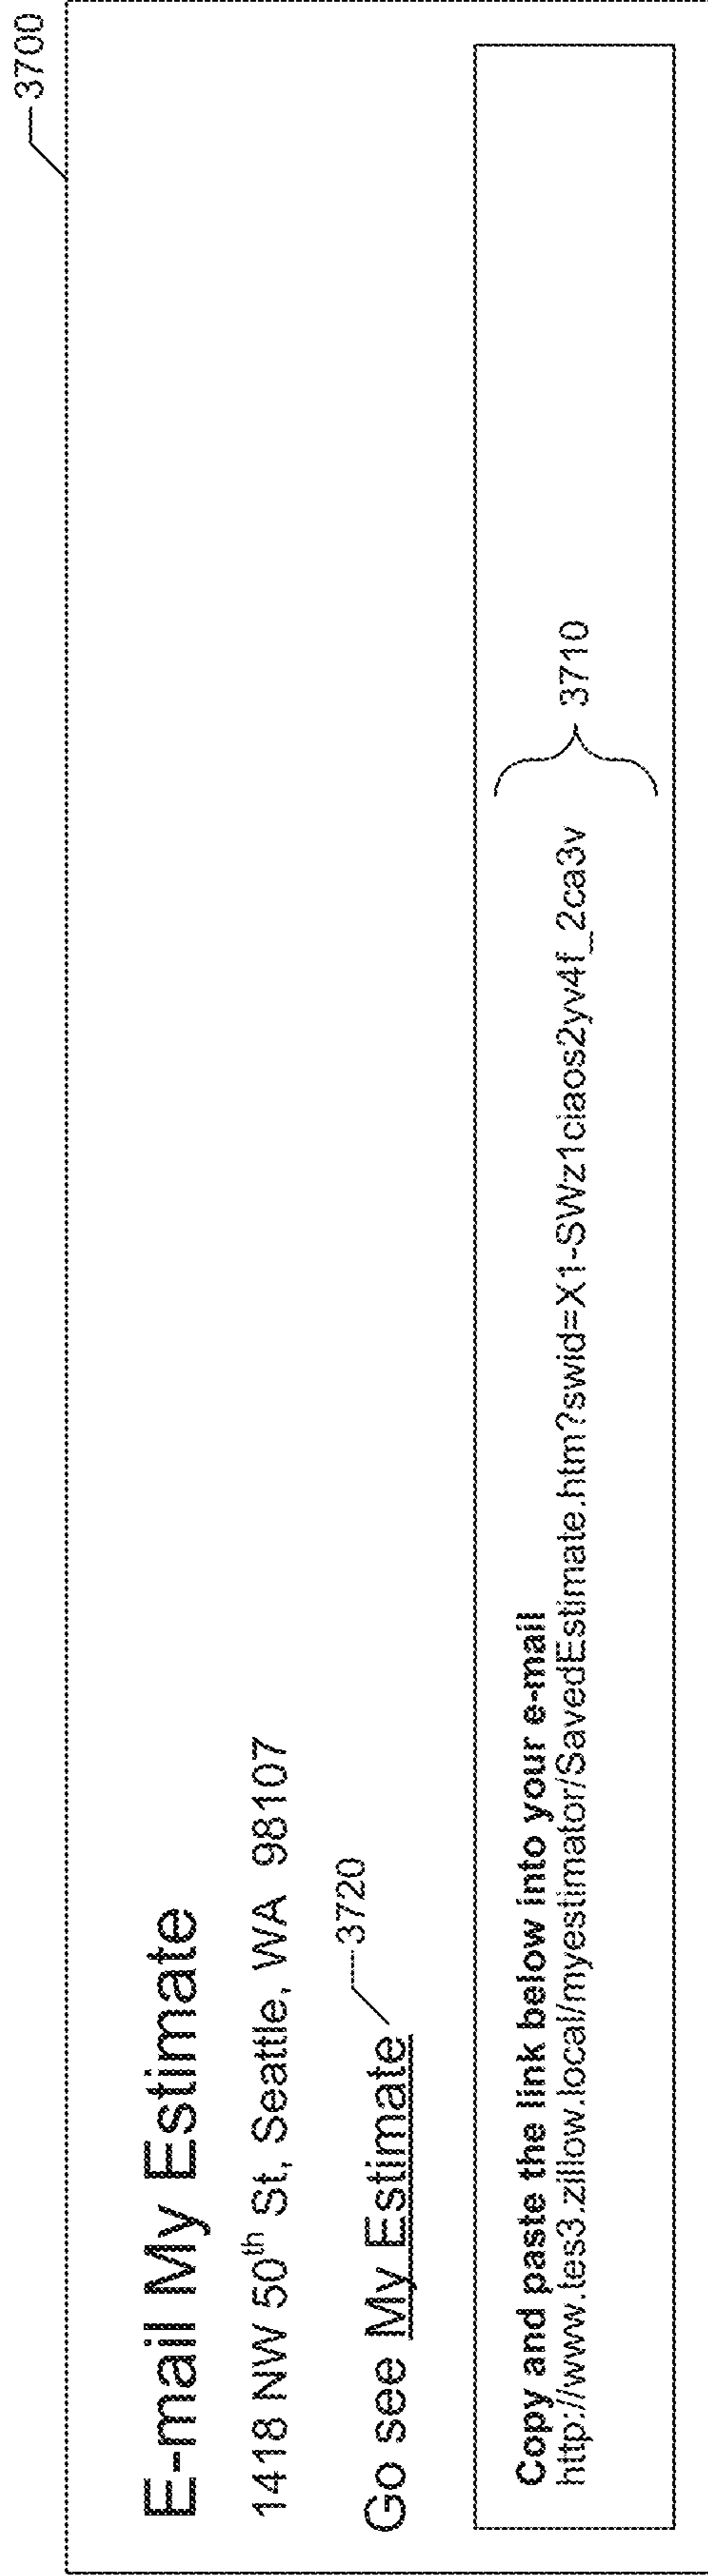 3700
E-mail My Estimate
1418 NW 50th St, Seattle, WA 98107
Go see My Estimate
3720
Copy and paste the link below into your e-mail
http://www.tes3.zillow.local/myestimator/SavedEstimate.htm?swid=X1-SWz1ciaos2yv4f_2ca3v
3710